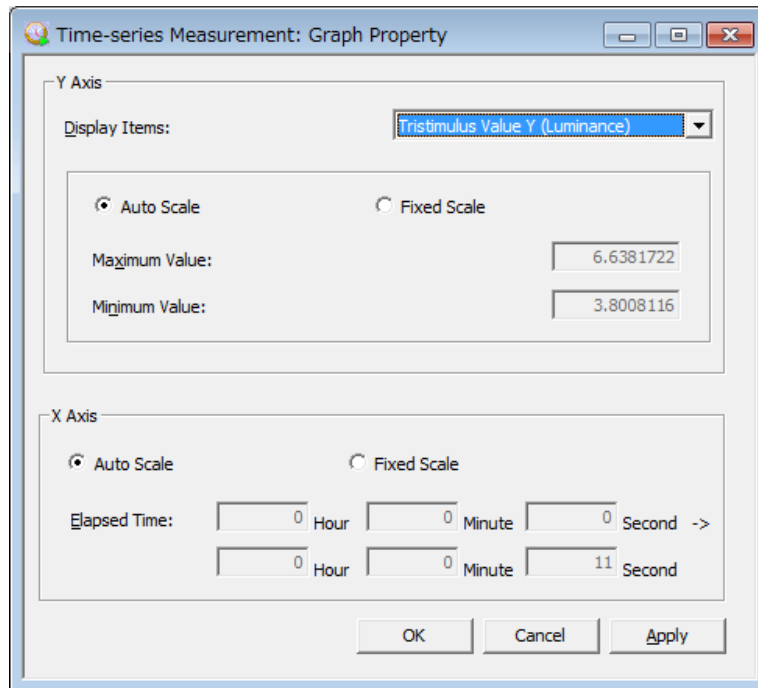 Time-series Measurement: Graph Property
Y Axis
Display Items: Tristimulus Value Y (Luminance)
Auto Scale Fixed Scale
Maximum Value: 6.6381722
Minimum Value: 3.8008116
X Axis
Auto Scale Fixed Scale
Elapsed Time: 0 Hour 0 Minute 0 Second ->
0 Hour 0 Minute 11 Second
OK Cancel Apply